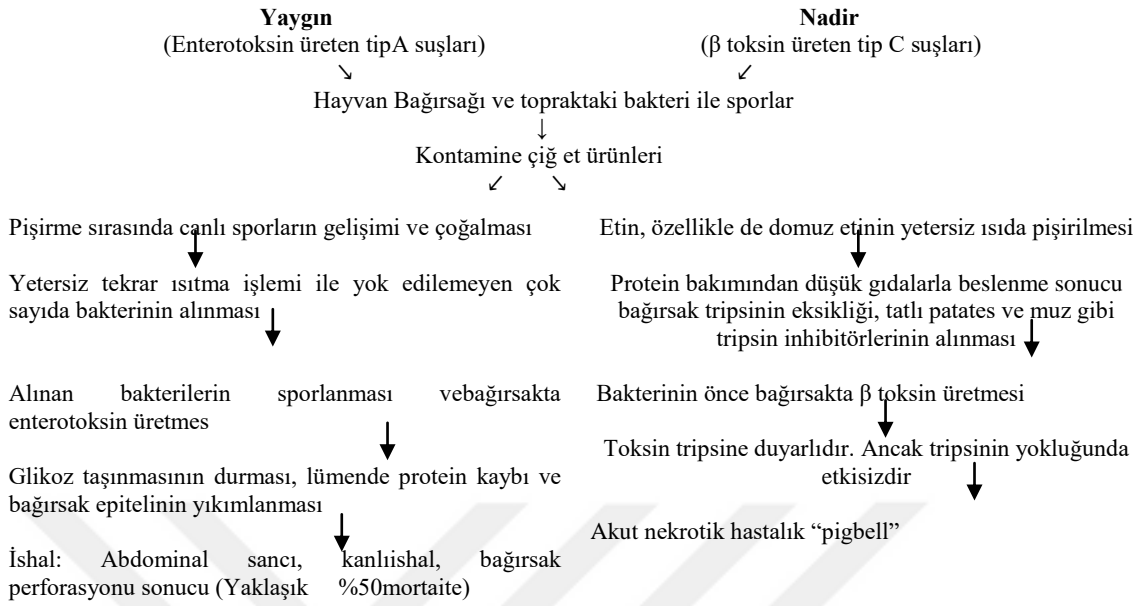 Yaygın
(Enterotoksin üreten tipA suşları)
Nadir
(β toksin üreten tip C suşları)
↘ ↙
Hayvan Bağırsağı ve topraktaki bakteri ile sporlar
↓
Kontamine çiğ et ürünleri
↙ ↘
Pişirme sırasında canlı sporların gelişimi ve çoğalması
Yetersiz tekrar ısıtma işlemi ile yok edilemeyen çok
sayıda bakterinin alınması
Alınan bakterilerin sporlanması vebağırsakta
enterotoksin üretmes
Glikoz taşınmasının durması, lümende protein kaybı ve
bağırsak epitelinin yıkımlanması
İshal: Abdominal sancı, kanlıishal, bağırsak
perforasyonu sonucu (Yaklaşık %50mortaite)
Etin, özellikle de domuz etinin yetersiz ısıda pişirilmesi
Protein bakımından düşük gıdalarla beslenme sonucu
bağırsak tripsinin eksikliği, tatlı patates ve muz gibi
tripsin inhibitörlerinin alınması
Bakterinin önce bağırsakta β toksin üretmesi
Toksin tripsine duyarlıdır. Ancak tripsinin yokluğunda
etkisizdir
Akut nekrotik hastalık “pigbell”